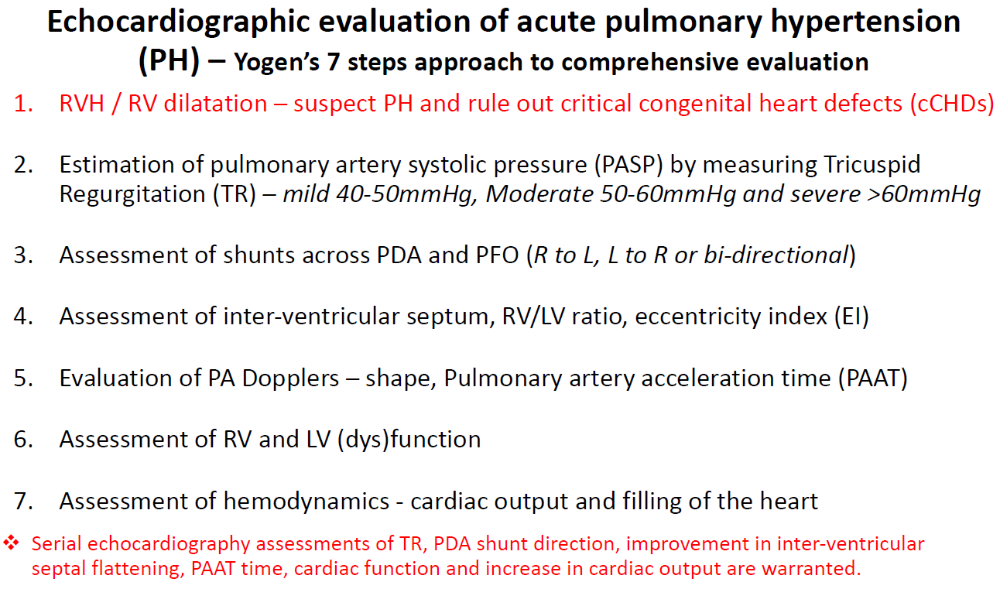 Echocardiographic evaluation of acute pulmonary hypertension
(PH) – Yogen’s 7 steps approach to comprehensive evaluation
1. RVH / RV dilatation – suspect PH and rule out critical congenital heart defects (cCHDs)
2. Estimation of pulmonary artery systolic pressure (PASP) by measuring Tricuspid
Regurgitation (TR) – mild 40-50mmHg, Moderate 50-60mmHg and severe >60mmHg
3. Assessment of shunts across PDA and PFO (R to L, L to R or bi-directional)
4. Assessment of inter-ventricular septum, RV/LV ratio, eccentricity index (EI)
5. Evaluation of PA Dopplers – shape, Pulmonary artery acceleration time (PAAT)
6. Assessment of RV and LV (dys)function
7. Assessment of hemodynamics - cardiac output and filling of the heart
❖ Serial echocardiography assessments of TR, PDA shunt direction, improvement in inter-ventricular
septal flattening, PAAT time, cardiac function and increase in cardiac output are warranted.